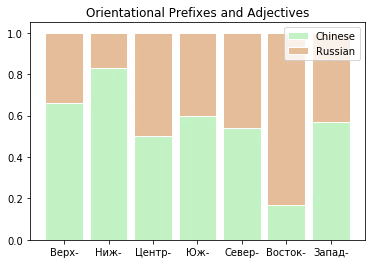 Orientational Prefixes and Adjectives
Chinese
Russian
1.0
0.8
0.6
0.4
0.2
0.0
Верх- Ниж- Центр- Юж- Север- Восток- Запад-